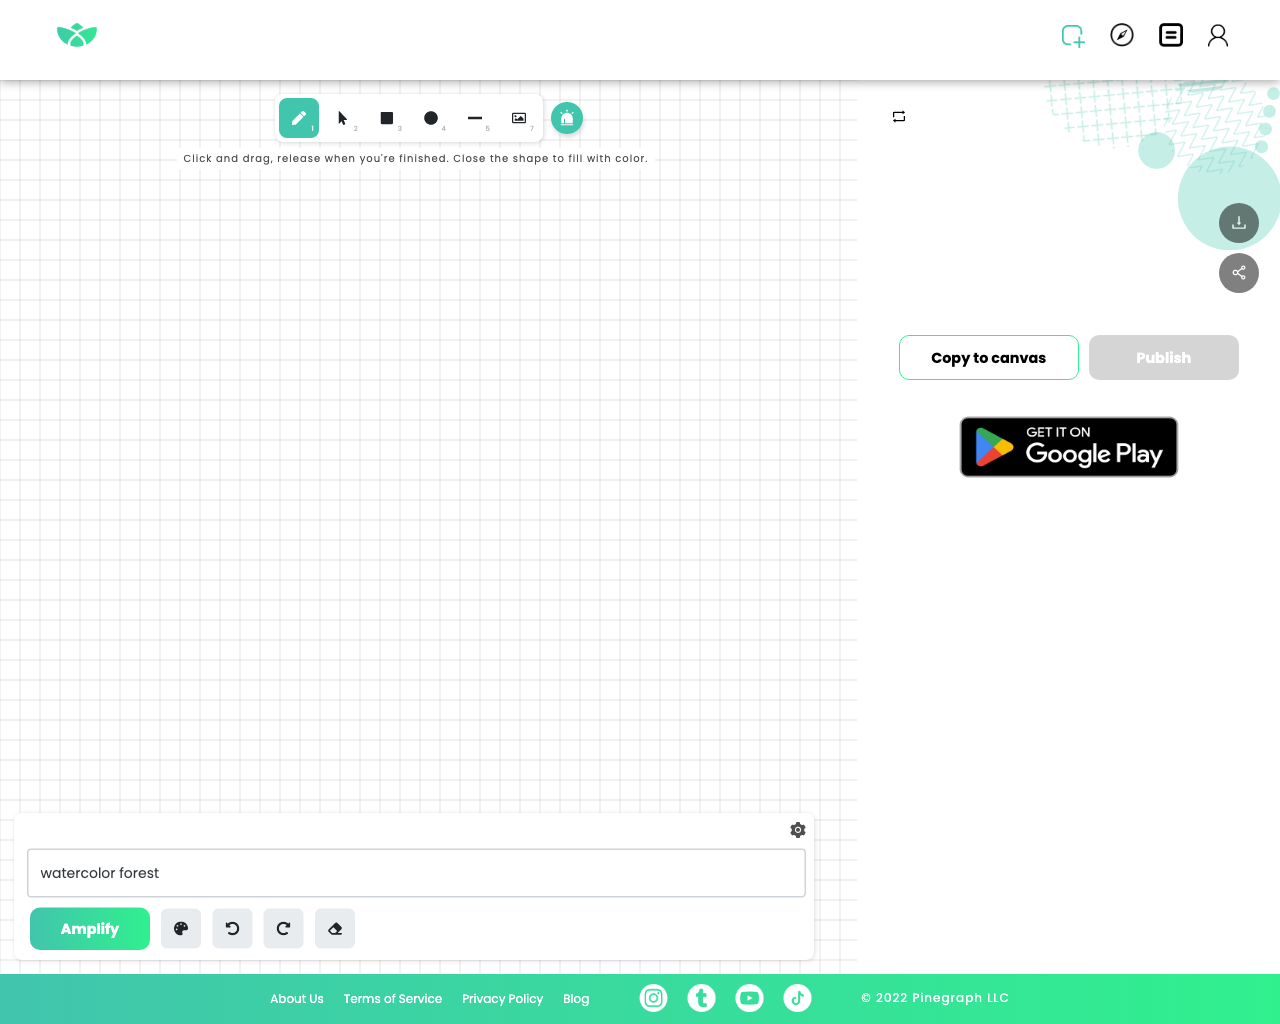 1
2
3
4
5
7
Click and drag, release when you're finished. Close the shape to fill with color.
Copy to canvas
Publish
GET IT ON
Google Play
watercolor forest
Amplify
About Us Terms of Service Privacy Policy Blog © 2022 Pinegraph LLC